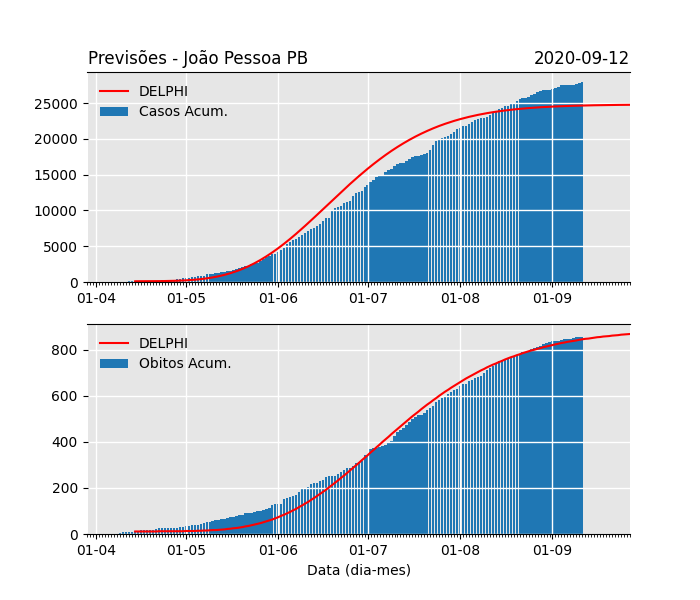 Previsões - João Pessoa PB 2020-09-12
DELPHI
Casos Acum.
25000
20000
15000
10000
5000
0
01-04 01-05 01-06 01-07 01-08 01-09
DELPHI
Obitos Acum.
800
600
400
200
0
01-04 01-05 01-06 01-07 01-08 01-09
Data (dia-mes)